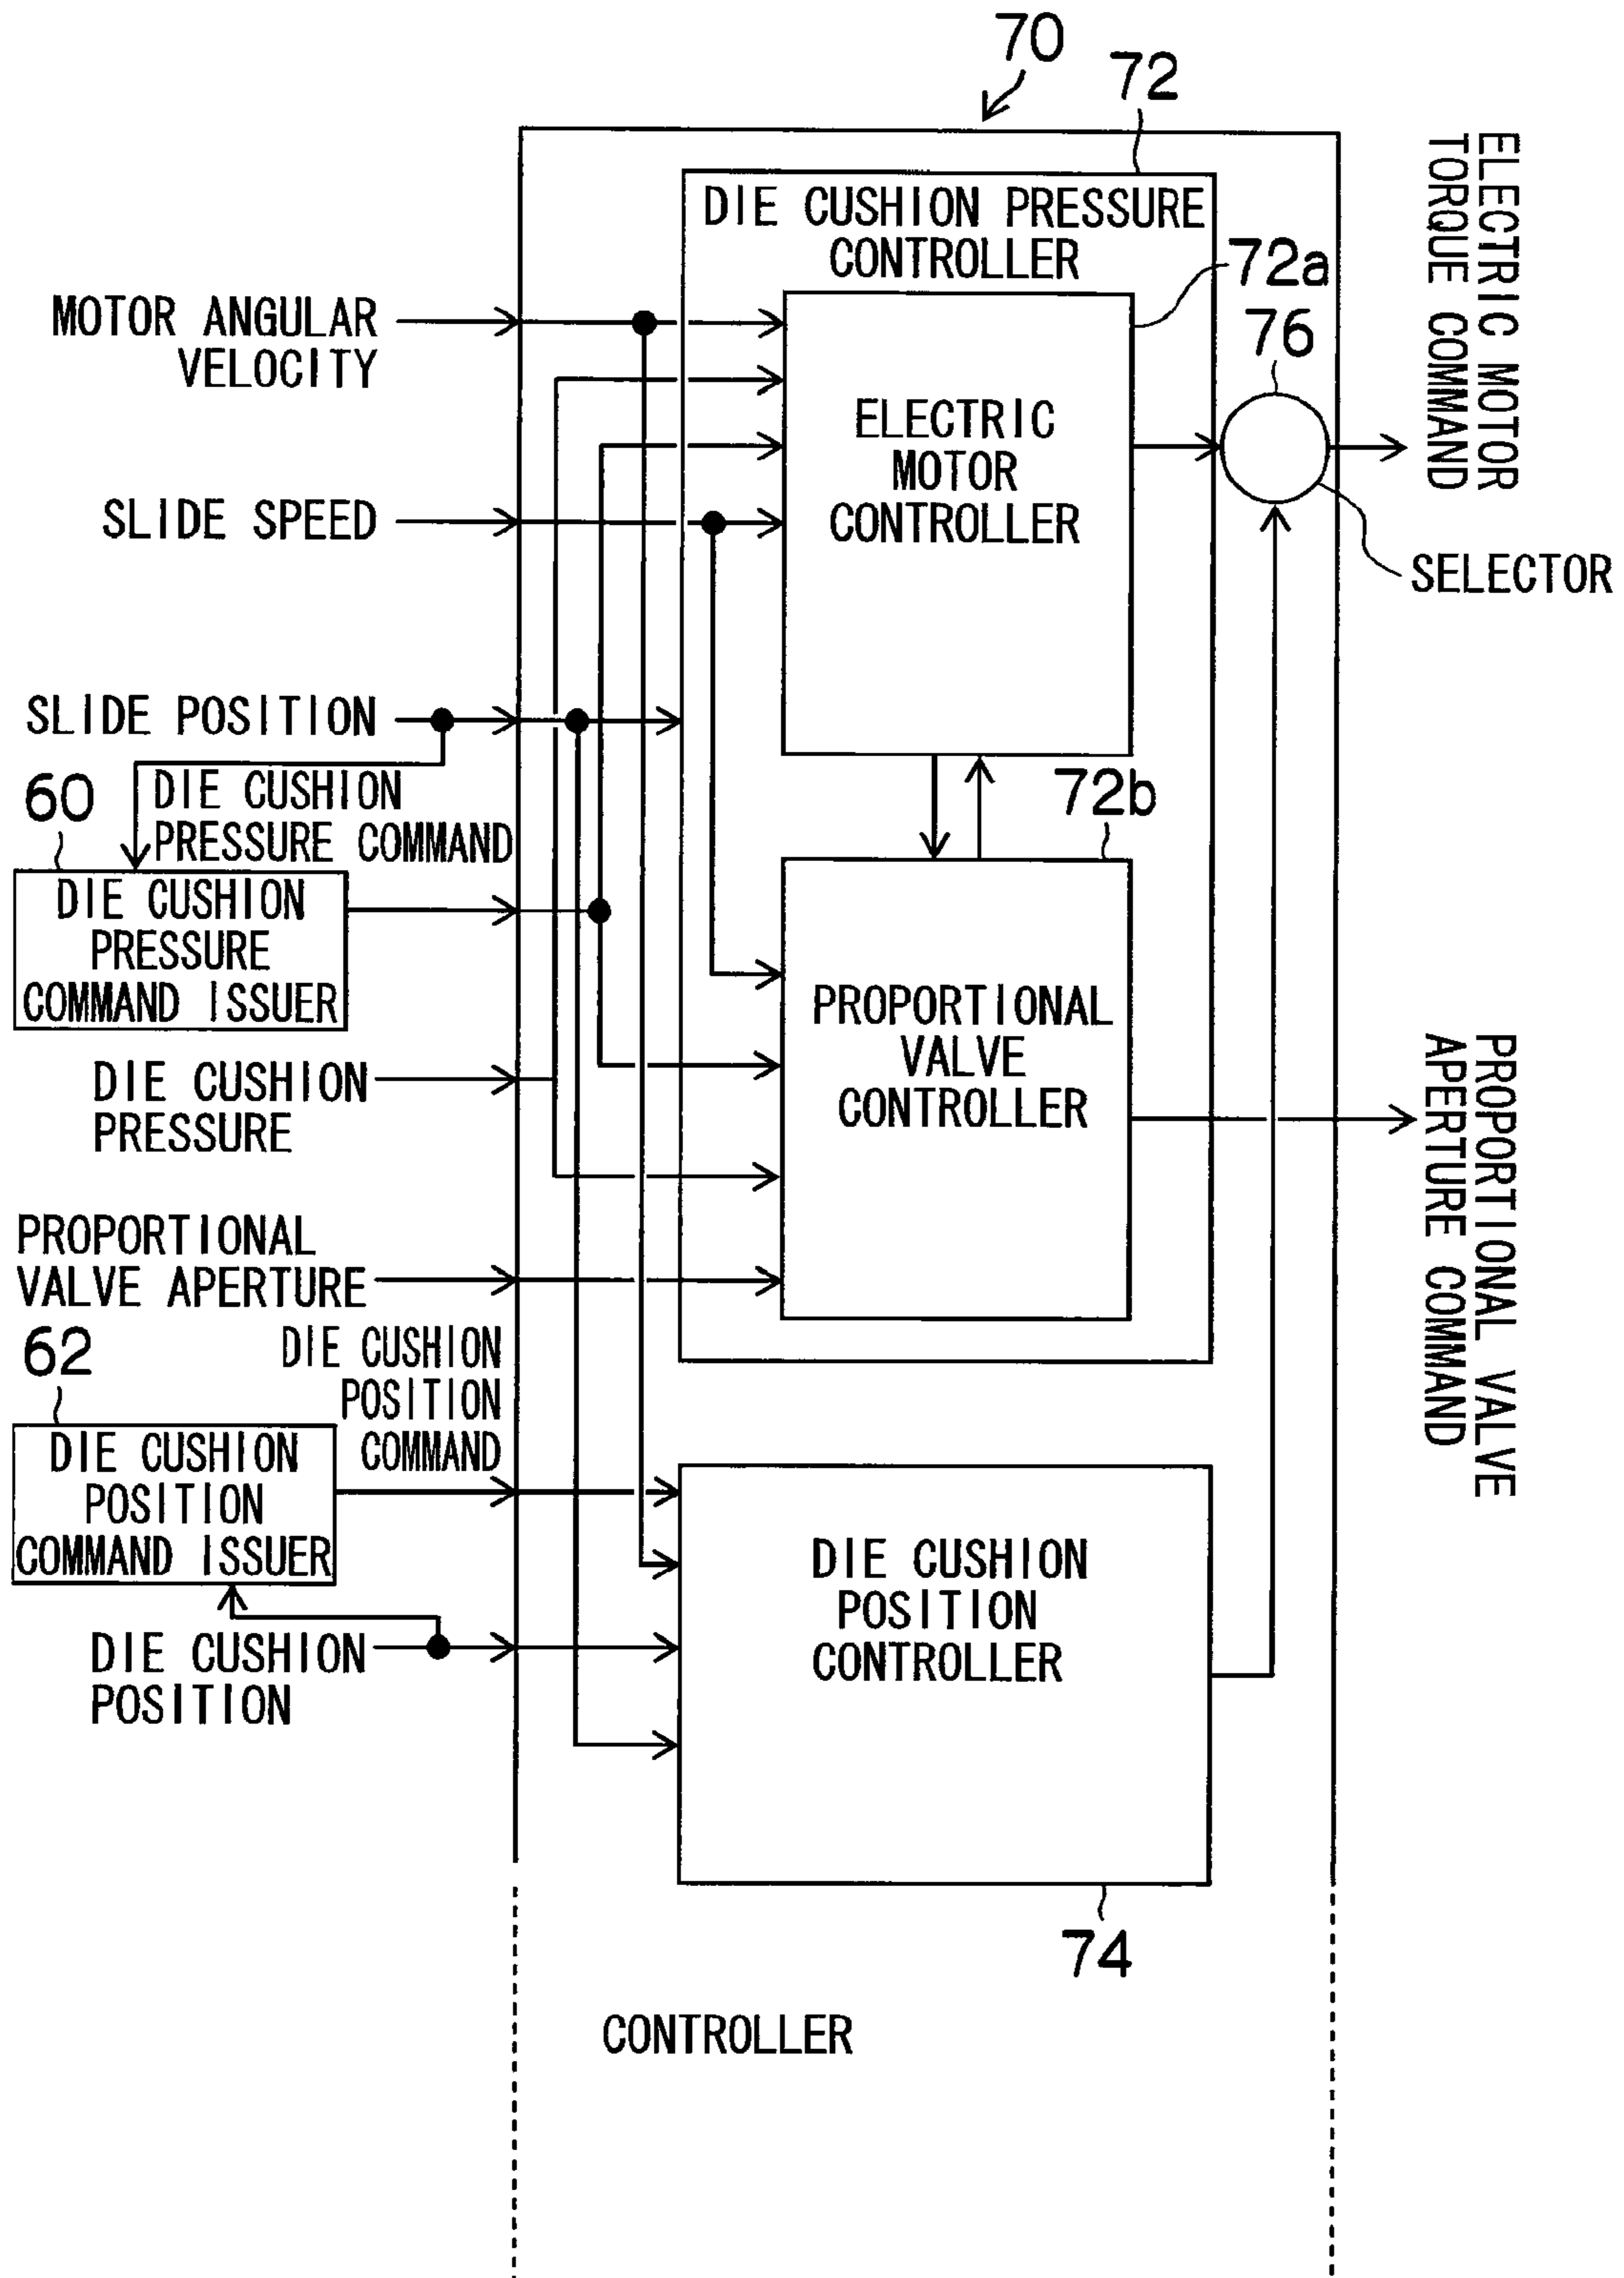 70
72
DIE CUSHION PRESSURE
CONTROLLER
72a
76
ELECTRIC MOTOR
TORQUE COMMAND
MOTOR ANGULAR
VELOCITY
ELECTRIC
MOTOR
CONTROLLER
SLIDE SPEED
SELECTOR
SLIDE POSITION
60
DIE CUSHION
PRESSURE COMMAND
72b
DIE CUSHION
PRESSURE
COMMAND ISSUER
PROPORTIONAL
VALVE
CONTROLLER
DIE CUSHION
PRESSURE
PROPORTIONAL VALVE
APERTURE COMMAND
PROPORTIONAL
VALVE APERTURE
62
DIE CUSHION
POSITION
COMMAND
DIE CUSHION
POSITION
COMMAND ISSUER
DIE CUSHION
POSITION
CONTROLLER
DIE CUSHION
POSITION
74
CONTROLLER